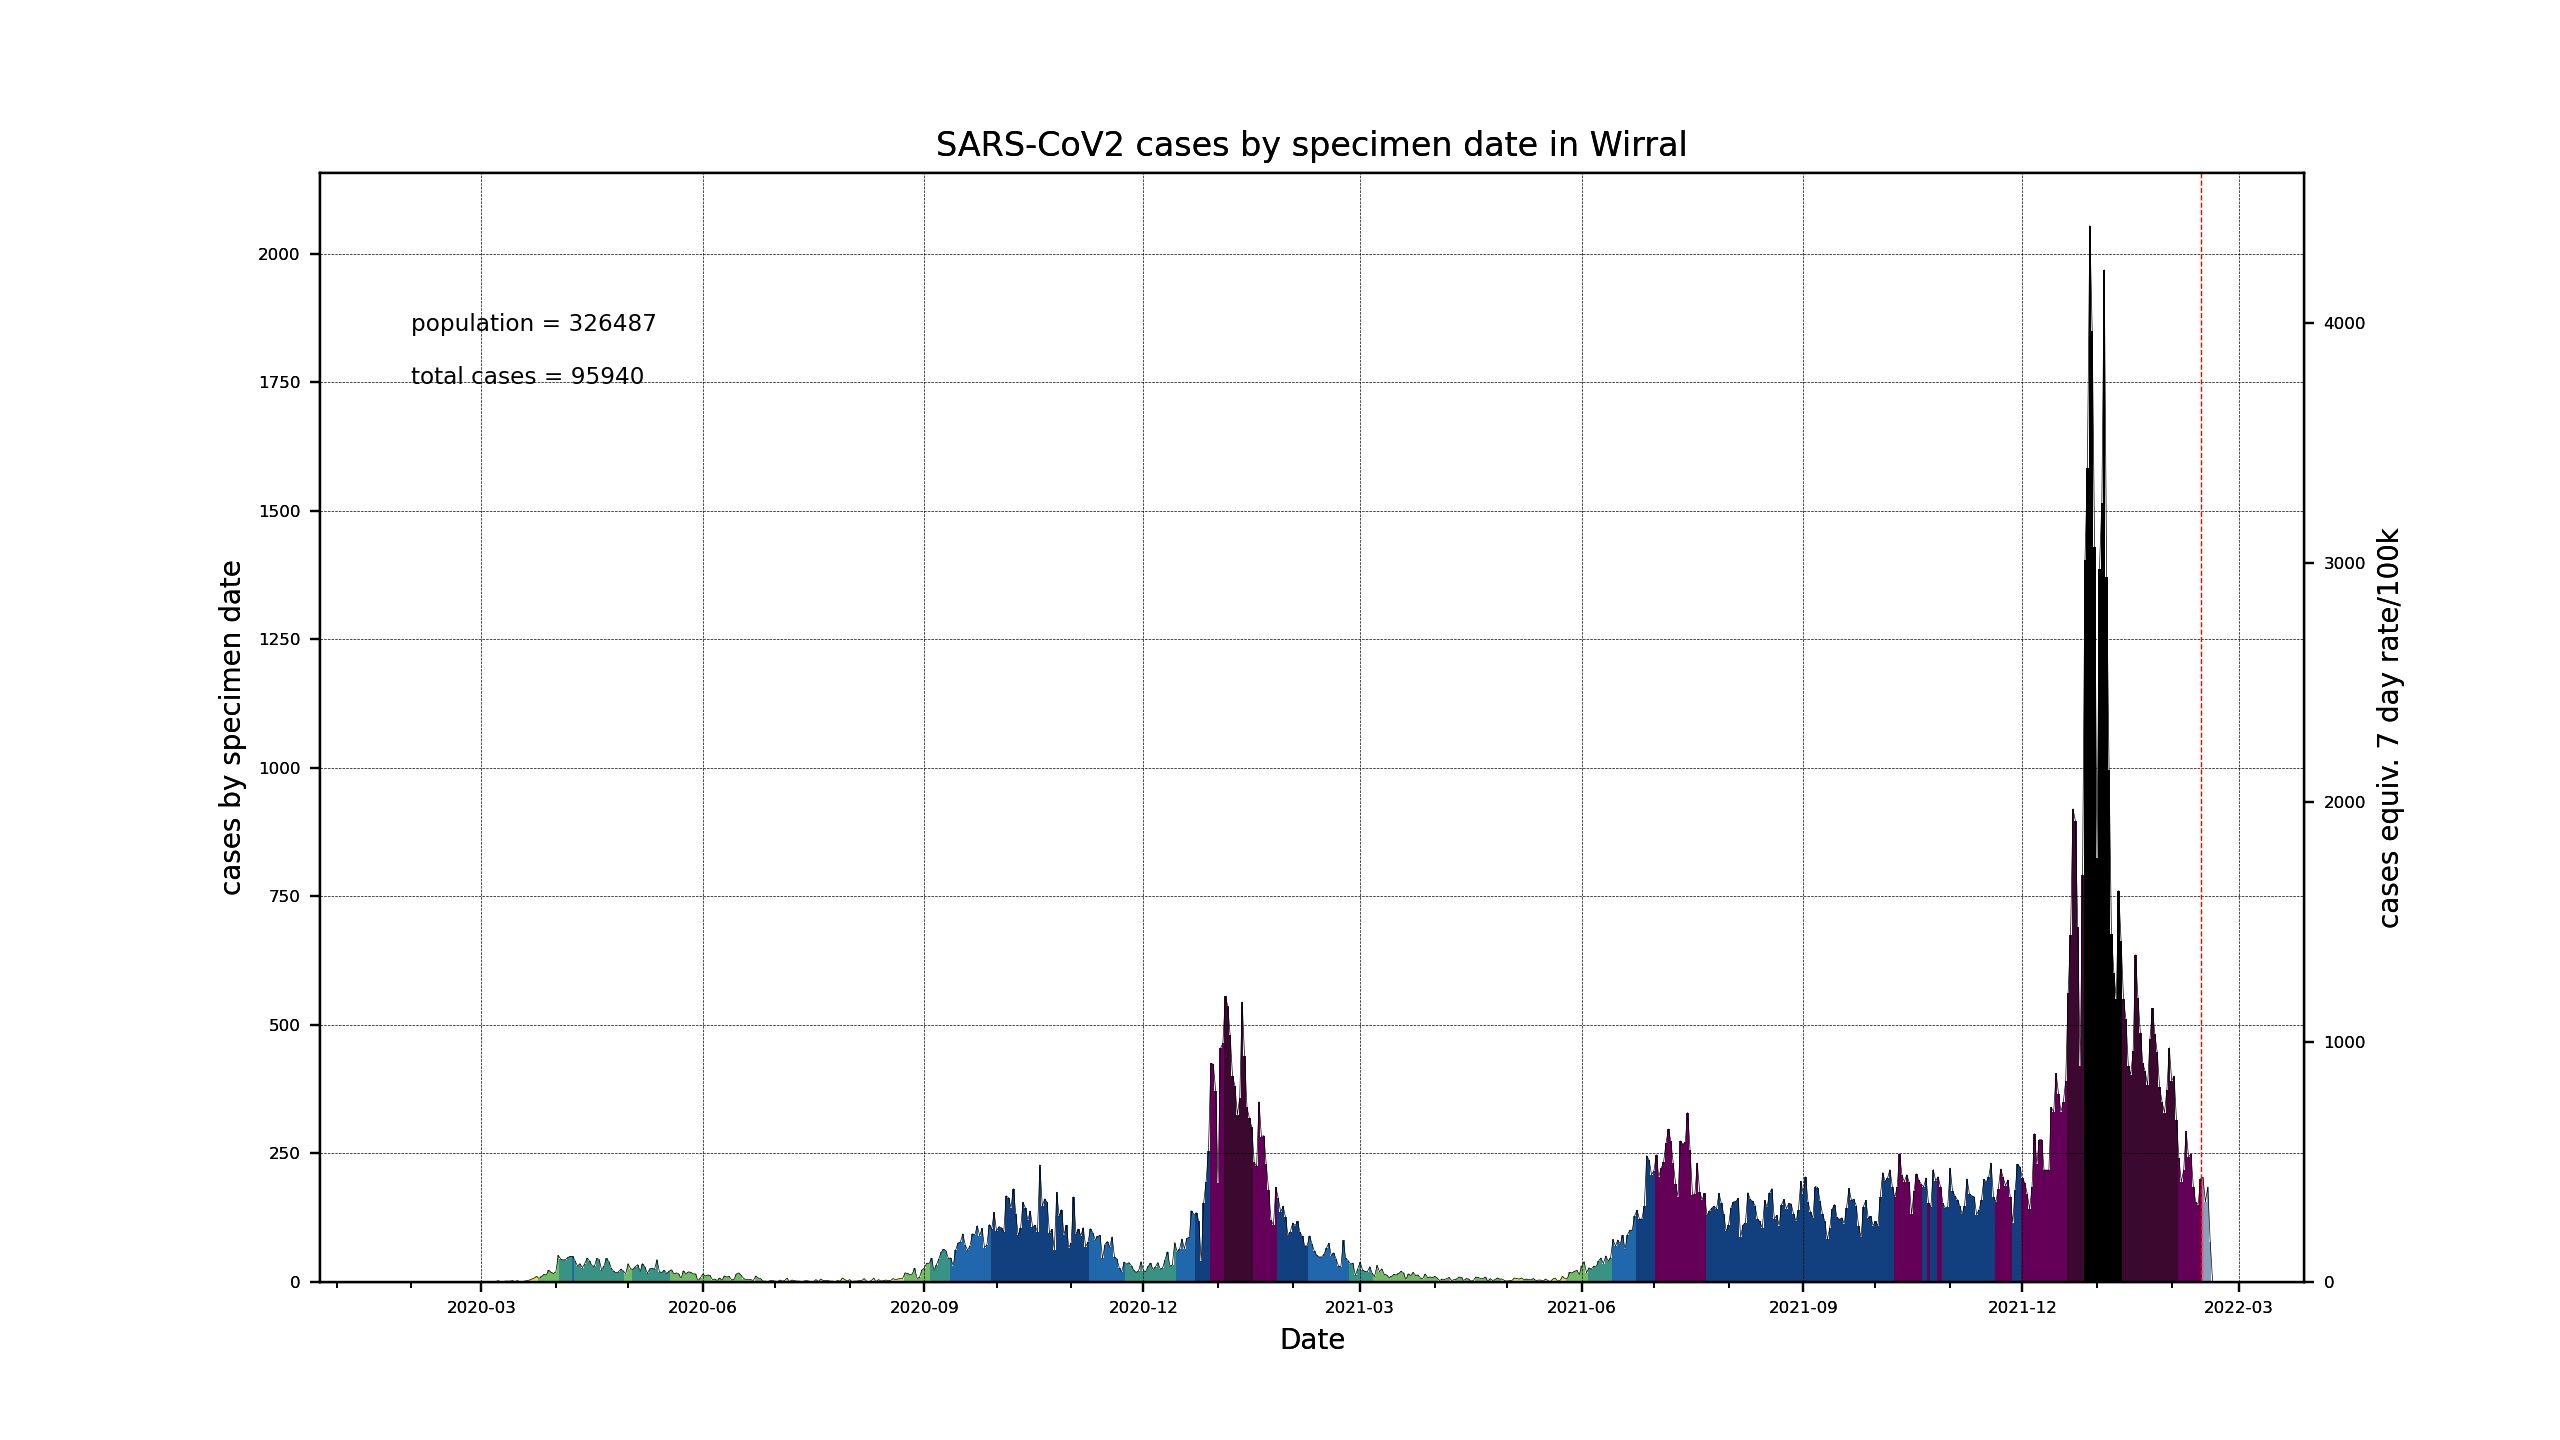 SARS-CoV2 cases by specimen date in Wirral
population = 326487
total cases = 95940
cases by specimen date
2000
1750
1500
1250
1000
750
500
250
0
4000
3000
2000
1000
0
cases equiv. 7 day rate/100k
2020-03 2020-06 2020-09 2020-12 2021-03 2021-06 2021-09 2021-12 2022-03
Date